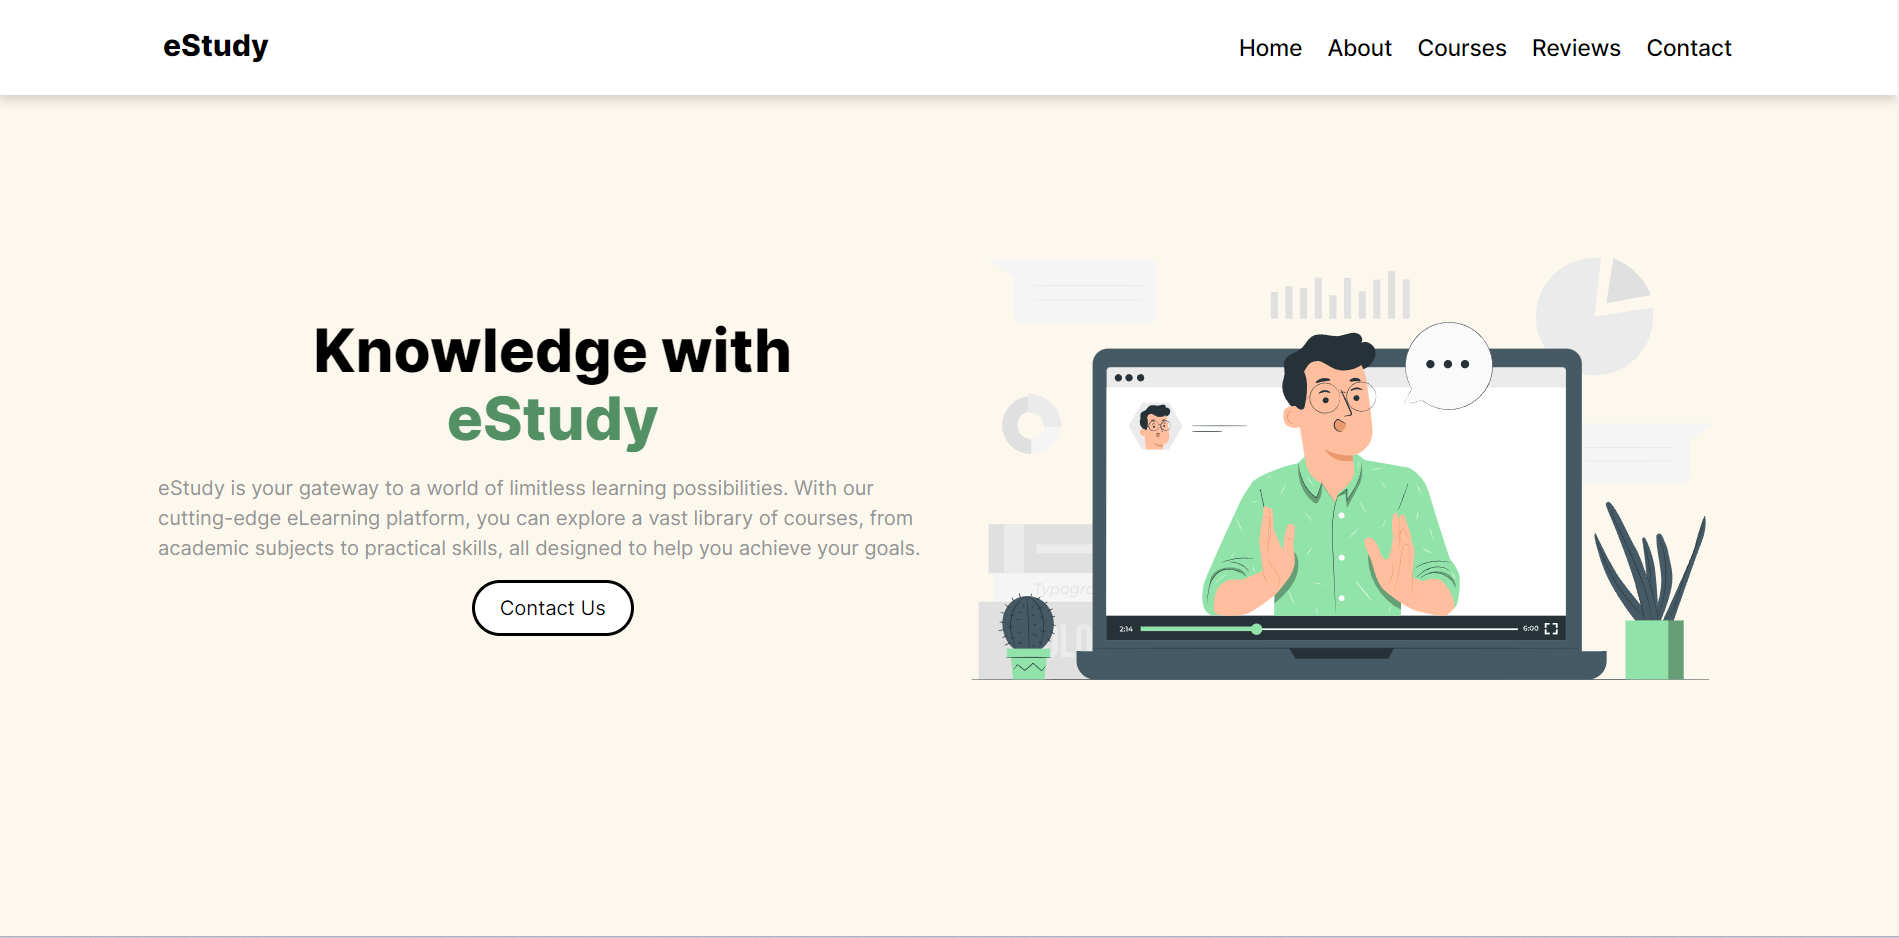 eStudy
Home About Courses Reviews Contact
Knowledge with
eStudy
eStudy is your gateway to a world of limitless learning possibilities. With our
cutting-edge eLearning platform, you can explore a vast library of courses, from
academic subjects to practical skills, all designed to help you achieve your goals.
Contact Us
2:14
6:00